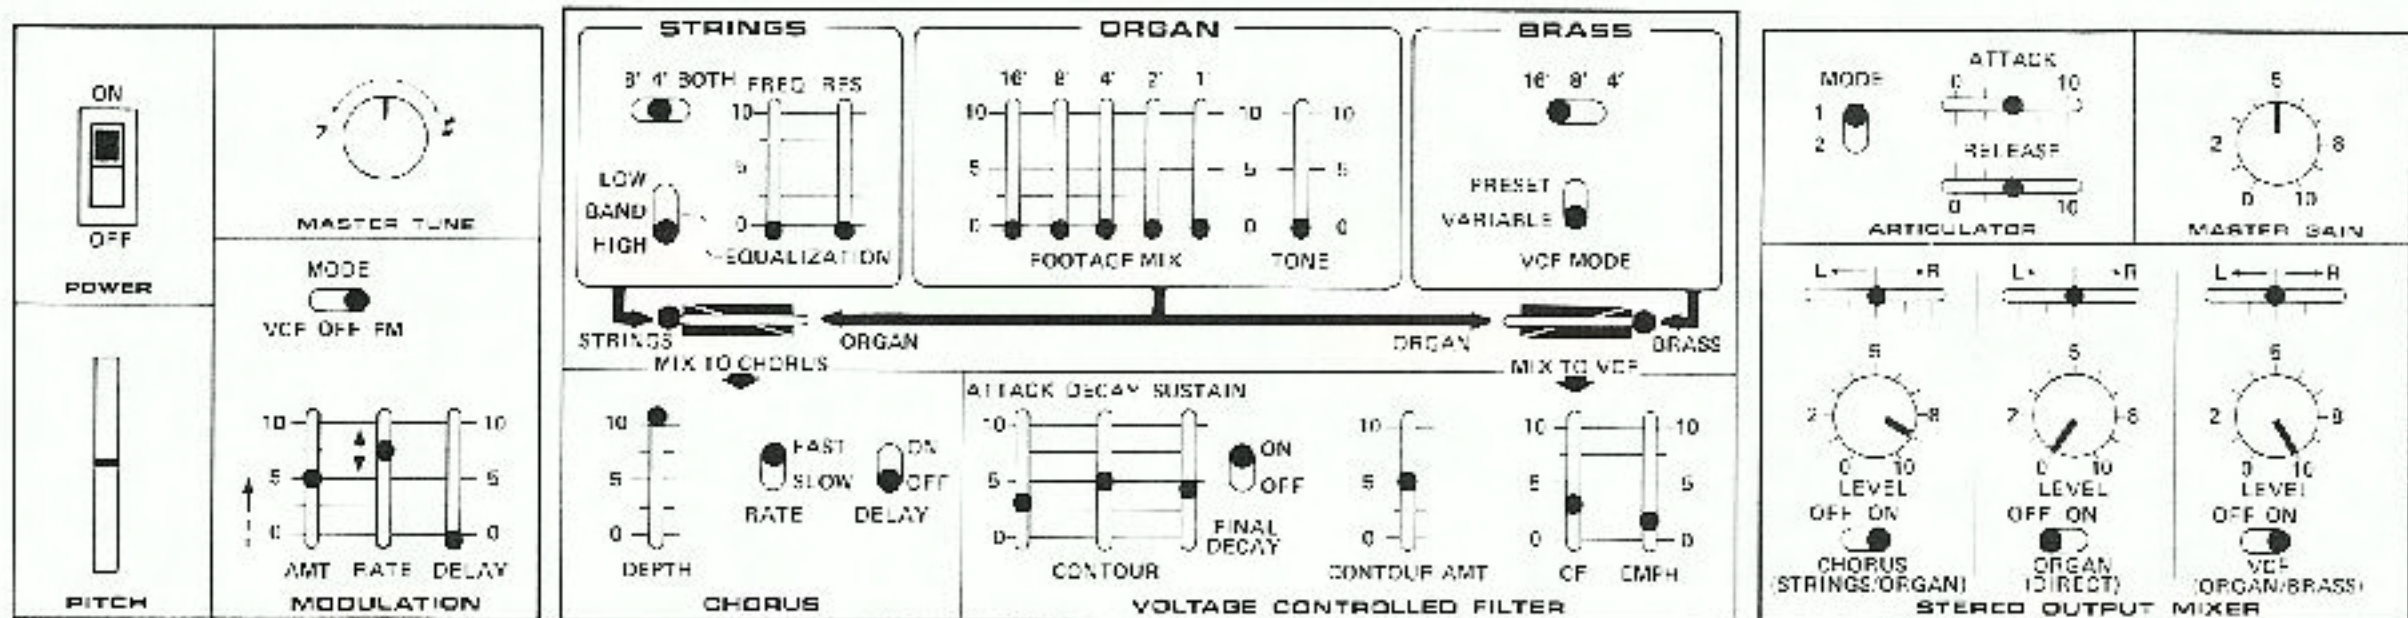 ON
OFF
POWER
PITCH
MASTER TUNE
MODE
VCF OFF FM
10 10
5 5
0 0
AMT RATE DELAY
MODULATION
STRINGS
8' 4' BOTH FREQ RES
10
5
0
LOW
BAND
HIGH
EQUALIZATION
ORGAN
16' 8' 4' 2' 1'
10 10 10
5 5 5
0 0 0
FOOTAGE MIX TONE
BRASS
16' 8' 4'
PRESET
VARIABLE
VCF MODE
STRINGS ORGAN
MIX TO CHORUS
ORGAN BRASS
MIX TO VCF
10
5
0
DEPTH
FAST
SLOW
RATE
ON
OFF
DELAY
CHORUS
ATTACK DECAY SUSTAIN
10
5
0
CONTOUR
ON
OFF
FINAL
DECAY
10
5
0
CONTOUR AMT
10 10
5 5
0 0
CF EMPH
VOLTAGE CONTROLLED FILTER
MODE
1
2
ATTACK
0 10
RELEASE
0 10
ARTICULATOR
5
2 8
0 10
MASTER GAIN
L R
5
2 8
0 10
LEVEL
OFF ON
CHORUS
(STRINGS/ORGAN)
L R
5
2 8
0 10
LEVEL
OFF ON
ORGAN
(DIRECT)
L R
5
2 8
0 10
LEVEL
OFF ON
VCF
(ORGAN/BRASS)
STEREO OUTPUT MIXER